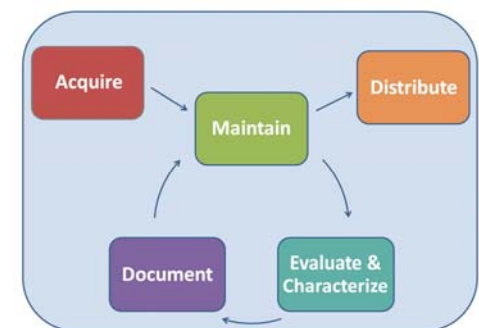 Acquire
Distribute
Maintain
Document
Evaluate &
Characterize